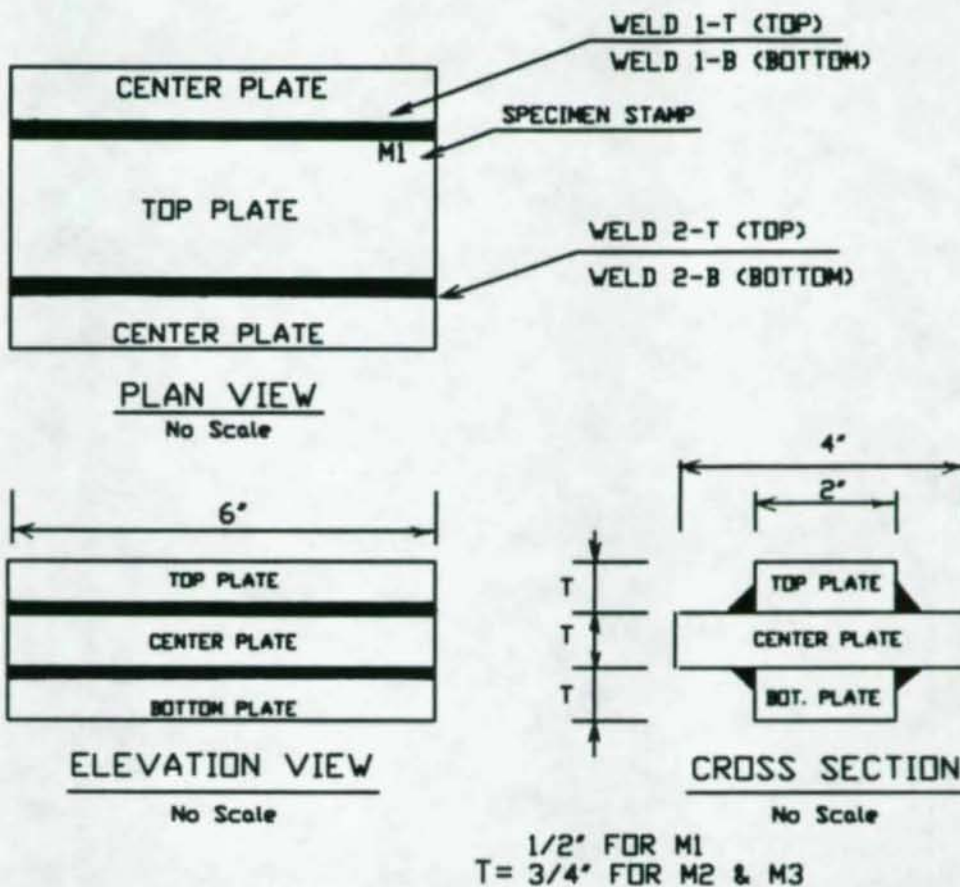 WELD 1-T (TOP)
WELD 1-B (BOTTOM)
CENTER PLATE
SPECIMEN STAMP
M1
TOP PLATE
WELD 2-T (TOP)
WELD 2-B (BOTTOM)
CENTER PLATE
PLAN VIEW
No Scale
6"
TOP PLATE
CENTER PLATE
BOTTOM PLATE
ELEVATION VIEW
No Scale
4"
2"
T
TOP PLATE
T
CENTER PLATE
T
BOT. PLATE
CROSS SECTION
No Scale
1/2" FOR M1
T= 3/4" FOR M2 & M3